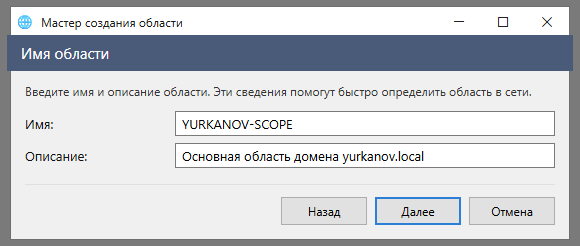 Мастер создания области
Имя области
Введите имя и описание области. Эти сведения помогут быстро определить область в сети.
Имя: YURKANOV-SCOPE
Описание: Основная область домена yurkanov.local
Назад Далее Отмена